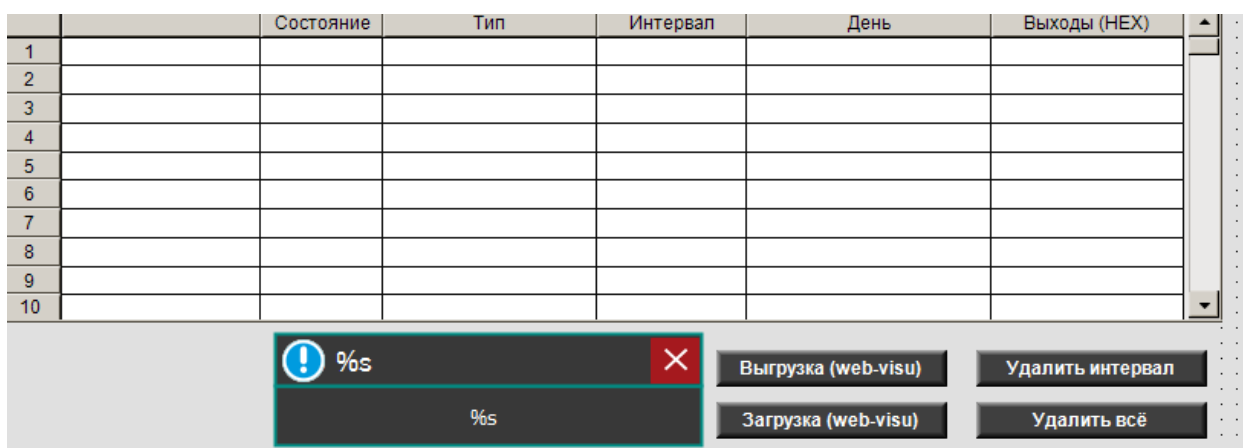 Состояние Тип Интервал День Выходы (HEX)
1
2
3
4
5
6
7
8
9
10
%s
%s
Выгрузка (web-visu) Удалить интервал
Загрузка (web-visu) Удалить всё